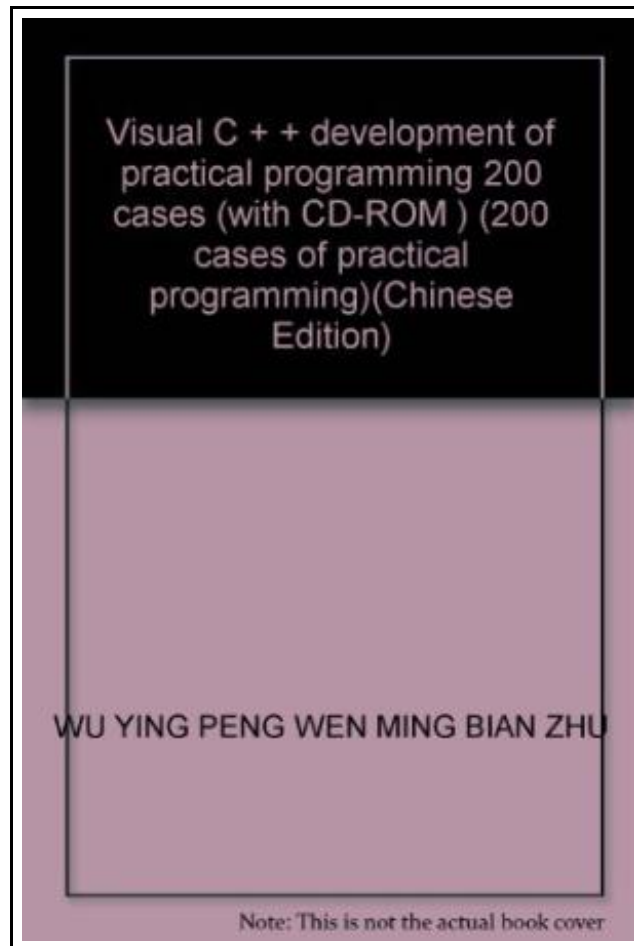 Visual C + + development of
practical programming 200
cases (with CD-ROM ) (200
cases of practical
programming)(Chinese
Edition)
WU YING PENG WEN MING BIAN ZHU
Note: This is not the actual book cover